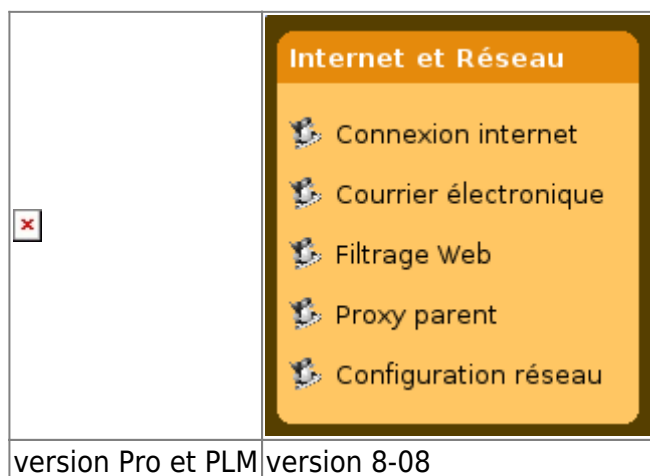 Internet et Réseau
Connexion internet
Courrier électronique
Filtrage Web
Proxy parent
Configuration réseau
version Pro et PLM version 8-08